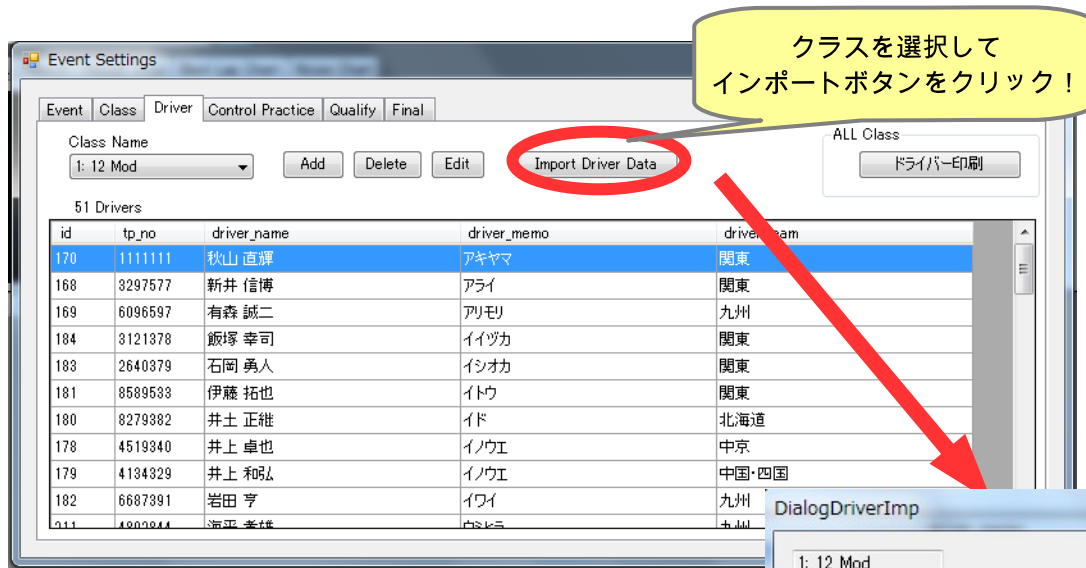 クラスを選択して
インポートボタンをクリック！
Event Settings
Event Class Driver Control Practice Qualify Final
Class Name
1: 12 Mod Add Delete Edit Import Driver Data
ALL Class
ドライバー印刷
51 Drivers
id tp_no driver_name driver_memo
170 1111111 秋山 直輝 アキヤマ 関東
168 3297577 新井 信博 アライ 関東
169 6096597 有森 誠二 アリモリ 九州
184 3121378 飯塚 幸司 イイヅカ 関東
183 2640379 石岡 勇人 イシオカ 関東
181 8589533 伊藤 拓也 イトウ 関東
180 8279382 井土 正維 イド 北海道
178 4519340 井上 卓也 イノウエ 中京
179 4134329 井上 和弘 イノウエ 中国・四国
182 6687391 岩田 亨 イワイ 九州
DialogDriverImp
1: 12 Mod